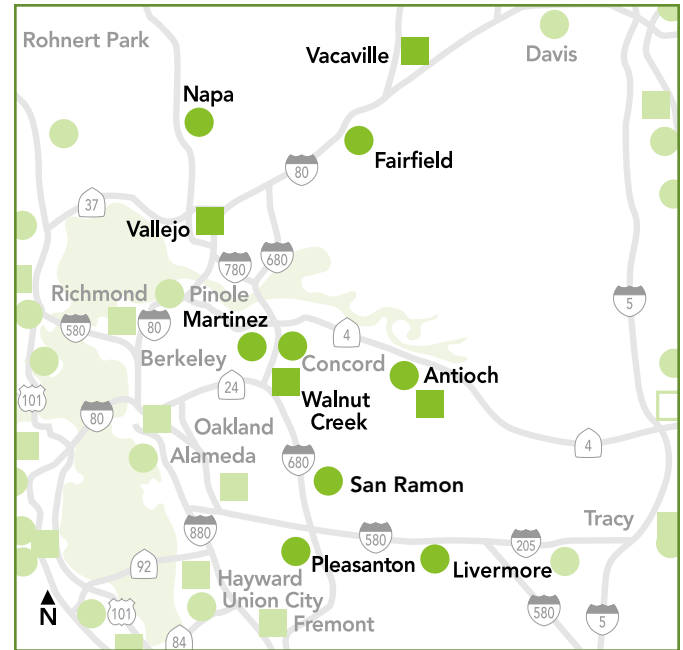 Rohnert Park
Vacaville
Davis
Napa
Fairfield
80
37
Vallejo
680
780
5
Richmond
Pinole
580
80
Martinez
4
Berkeley
Concord
24
Antioch
101
Walnut
Creek
80
Oakland
4
Alameda
680
San Ramon
880
580
Tracy
205
92
Pleasanton
Livermore
Hayward
Union City
580
N
101
Fremont
5
84